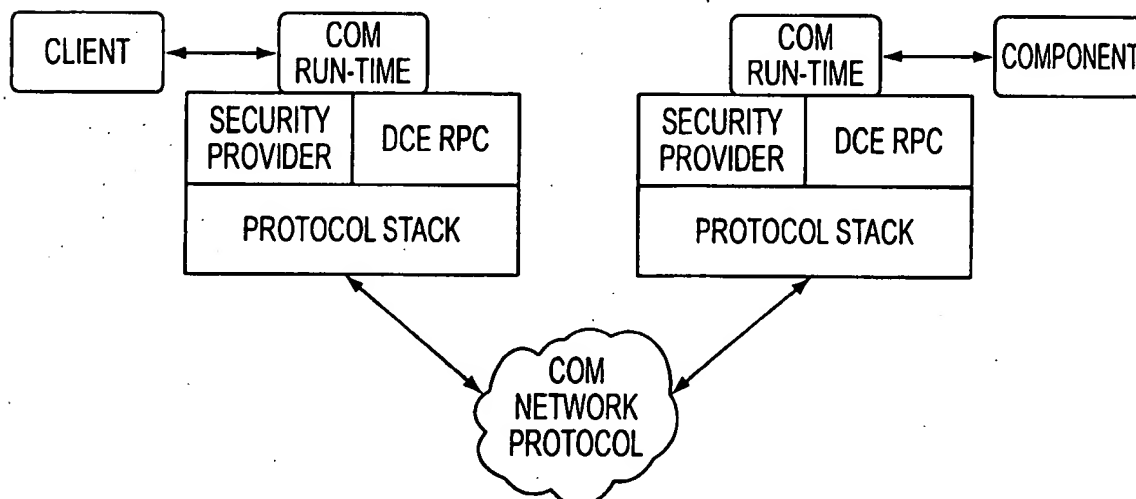 CLIENT
COM
RUN-TIME
COM
RUN-TIME
COMPONENT
SECURITY
PROVIDER
DCE RPC
SECURITY
PROVIDER
DCE RPC
PROTOCOL STACK
PROTOCOL STACK
COM
NETWORK
PROTOCOL